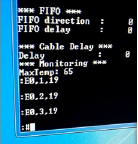 *** FIFO ***
FIFO direction : 0
FIFO delay : 0
*** Cable Delay ***
Delay : 0
*** Monitoring ***
MaxTemp: 65
:E0,1,19
:E0,2,19
:E0,3,19
:#